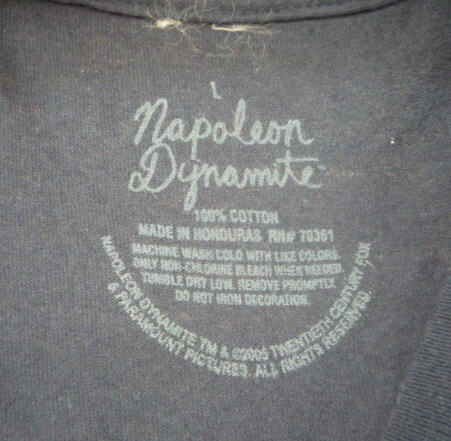 L
Napoleon
Dynamite
100% COTTON
MADE IN HONDURAS RN# 70361
MACHINE WASH COLD WITH LIKE COLORS.
ONLY NON-CHLORINE BLEACH WHEN NEEDED.
TUMBLE DRY LOW. REMOVE PROMPTLY.
DO NOT IRON DECORATION.
NAPOLEON DYNAMITE TM & ©2005 TWENTIETH CENTURY FOX
& PARAMOUNT PICTURES. ALL RIGHTS RESERVED.